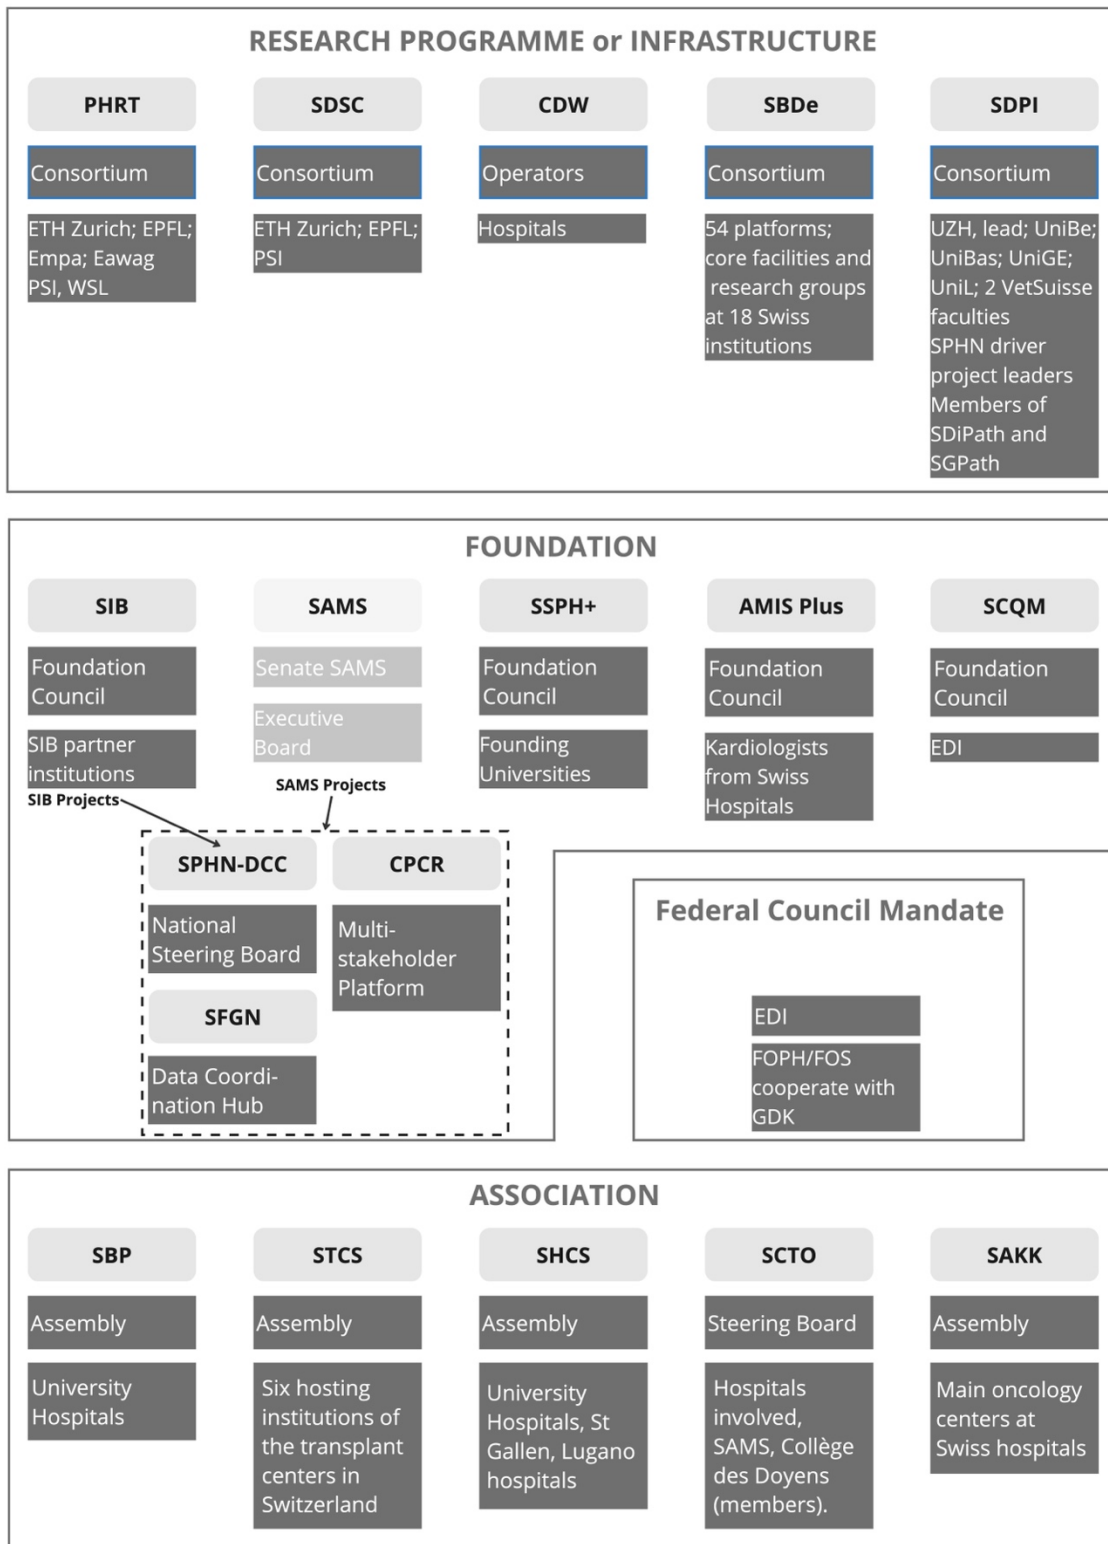 RESEARCH PROGRAMME or INFRASTRUCTURE
PHRT
Consortium
ETH Zurich; EPFL;
Empa; Eawag
PSI, WSL
SDSC
Consortium
ETH Zurich; EPFL;
PSI
CDW
Operators
Hospitals
SBDe
Consortium
54 platforms;
core facilities and
research groups
at 18 Swiss
institutions
SDPI
Consortium
UZH, lead; UniBe;
UniBas; UniGE;
UniL; 2 VetSuisse
faculties
SPHN driver
project leaders
Members of
SDiPath and
SGPath
FOUNDATION
SIB
Foundation
Council
SIB partner
institutions
SIB Projects
SAMS
Senate SAMS
Executive
Board
SAMS Projects
SSPH+
Foundation
Council
Founding
Universities
AMIS Plus
Foundation
Council
Kardiologists
from Swiss
Hospitals
SCQM
Foundation
Council
EDI
SPHN-DCC
National
Steering Board
SFGN
Data Coordi-
nation Hub
CPCR
Multi-
stakeholder
Platform
Federal Council Mandate
EDI
FOPH/FOS
cooperate with
GDK
ASSOCIATION
SBP
Assembly
University
Hospitals
STCS
Assembly
Six hosting
institutions of
the transplant
centers in
Switzerland
SHCS
Assembly
University
Hospitals, St
Gallen, Lugano
hospitals
SCTO
Steering Board
Hospitals
involved,
SAMS, Collège
des Doyens
(members).
SAKK
Assembly
Main oncology
centers at
Swiss hospitals